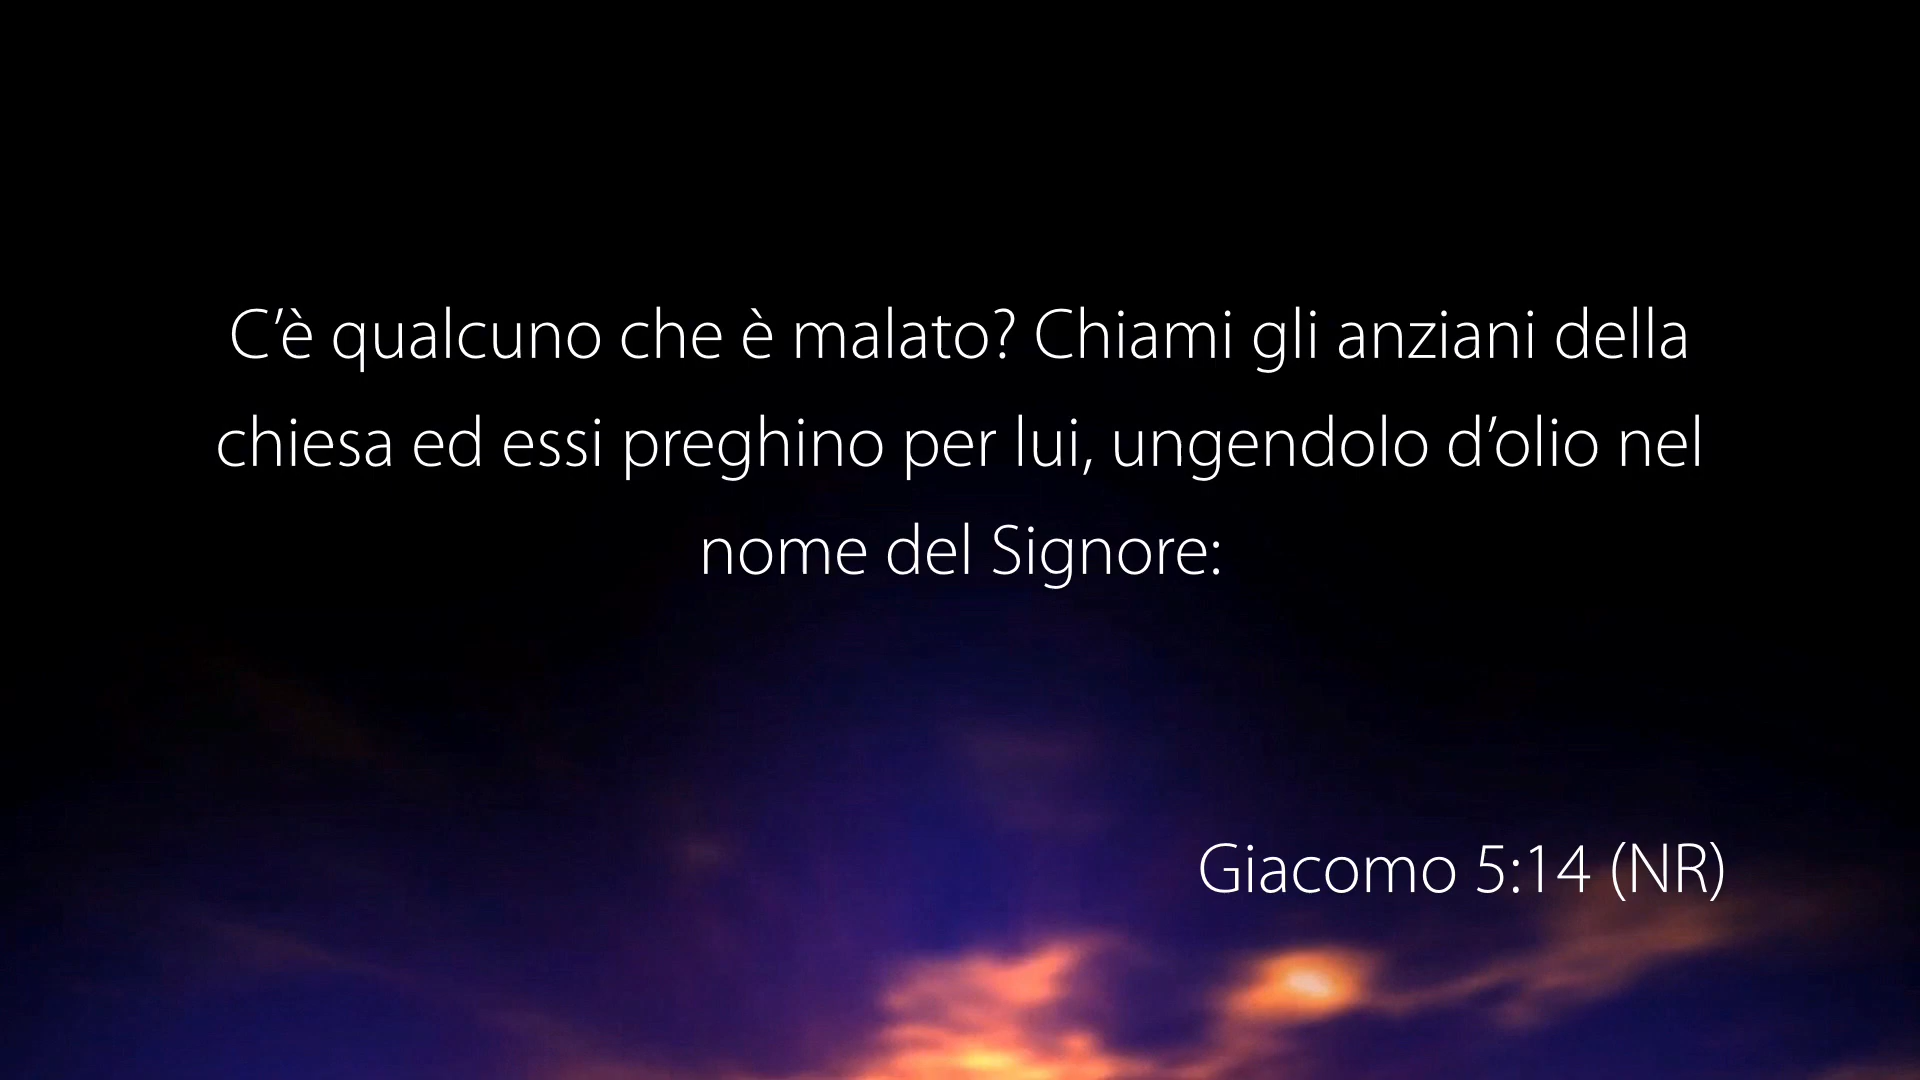 C’è qualcuno che è malato? Chiami gli anziani della
chiesa ed essi preghino per lui, ungendolo d’olio nel
nome del Signore:
Giacomo 5:14 (NR)